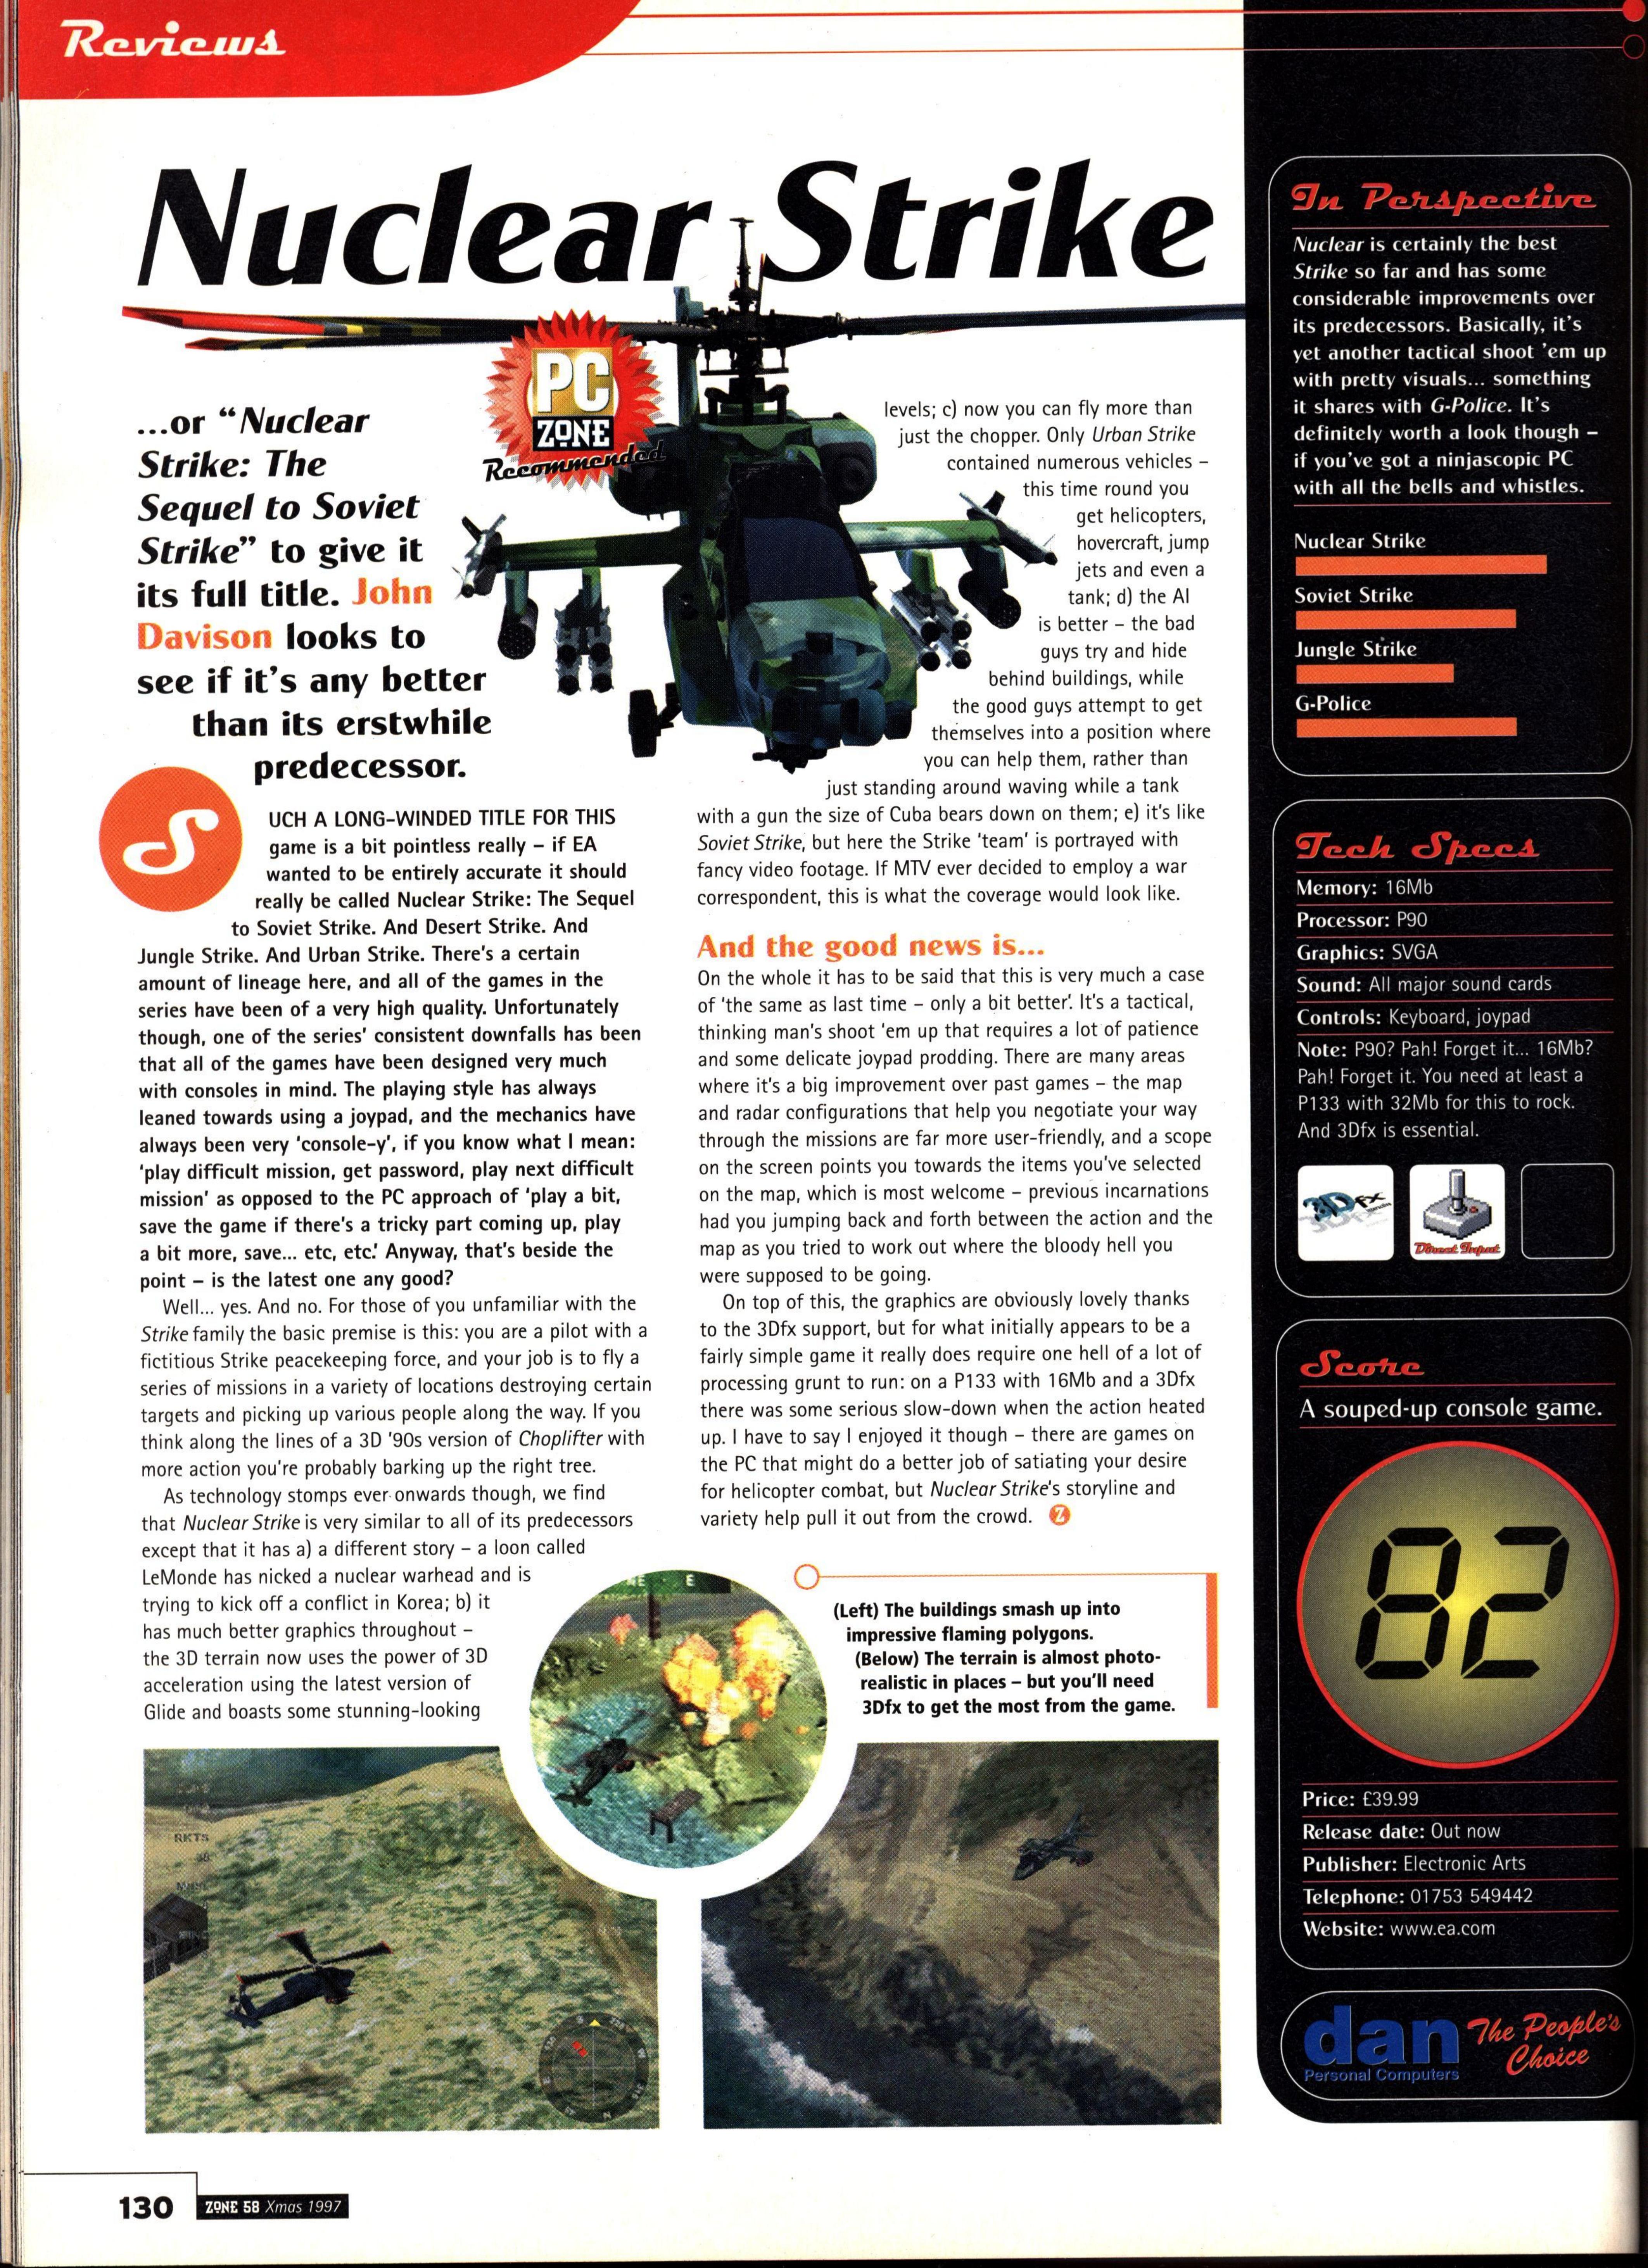 Reviews
Nuclear Strike
PC
ZONE
Recommended
...or “Nuclear
Strike: The
Sequel to Soviet
Strike” to give it
its full title. John
Davison looks to
see if it’s any better
than its erstwhile
predecessor.
SUCH A LONG-WINDED TITLE FOR THIS
game is a bit pointless really – if EA
wanted to be entirely accurate it should
really be called Nuclear Strike: The Sequel
to Soviet Strike. And Desert Strike. And
Jungle Strike. And Urban Strike. There's a certain
amount of lineage here, and all of the games in the
series have been of a very high quality. Unfortunately
though, one of the series' consistent downfalls has been
that all of the games have been designed very much
with consoles in mind. The playing style has always
leaned towards using a joypad, and the mechanics have
always been very 'console-y', if you know what I mean:
'play difficult mission, get password, play next difficult
mission' as opposed to the PC approach of 'play a bit,
save the game if there's a tricky part coming up, play
a bit more, save... etc, etc.' Anyway, that's beside the
point – is the latest one any good?
Well... yes. And no. For those of you unfamiliar with the
Strike family the basic premise is this: you are a pilot with a
fictitious Strike peacekeeping force, and your job is to fly a
series of missions in a variety of locations destroying certain
targets and picking up various people along the way. If you
think along the lines of a 3D '90s version of Choplifter with
more action you're probably barking up the right tree.
As technology stomps ever onwards though, we find
that Nuclear Strike is very similar to all of its predecessors
except that it has a) a different story – a loon called
LeMonde has nicked a nuclear warhead and is
trying to kick off a conflict in Korea; b) it
has much better graphics throughout –
the 3D terrain now uses the power of 3D
acceleration using the latest version of
Glide and boasts some stunning-looking
levels; c) now you can fly more than
just the chopper. Only Urban Strike
contained numerous vehicles –
this time round you
get helicopters,
hovercraft, jump
jets and even a
tank; d) the AI
is better – the bad
guys try and hide
behind buildings, while
the good guys attempt to get
themselves into a position where
you can help them, rather than
just standing around waving while a tank
with a gun the size of Cuba bears down on them; e) it's like
Soviet Strike, but here the Strike 'team' is portrayed with
fancy video footage. If MTV ever decided to employ a war
correspondent, this is what the coverage would look like.
And the good news is...
On the whole it has to be said that this is very much a case
of 'the same as last time – only a bit better'. It's a tactical,
thinking man's shoot 'em up that requires a lot of patience
and some delicate joypad prodding. There are many areas
where it's a big improvement over past games – the map
and radar configurations that help you negotiate your way
through the missions are far more user-friendly, and a scope
on the screen points you towards the items you've selected
on the map, which is most welcome – previous incarnations
had you jumping back and forth between the action and the
map as you tried to work out where the bloody hell you
were supposed to be going.
On top of this, the graphics are obviously lovely thanks
to the 3Dfx support, but for what initially appears to be a
fairly simple game it really does require one hell of a lot of
processing grunt to run: on a P133 with 16Mb and a 3Dfx
there was some serious slow-down when the action heated
up. I have to say I enjoyed it though – there are games on
the PC that might do a better job of satiating your desire
for helicopter combat, but Nuclear Strike's storyline and
variety help pull it out from the crowd. Z
NE E
(Left) The buildings smash up into
impressive flaming polygons.
(Below) The terrain is almost photo-
realistic in places – but you'll need
3Dfx to get the most from the game.
RKTS
38
In Perspective
Nuclear is certainly the best
Strike so far and has some
considerable improvements over
its predecessors. Basically, it's
yet another tactical shoot 'em up
with pretty visuals... something
it shares with G-Police. It's
definitely worth a look though –
if you've got a ninjascopic PC
with all the bells and whistles.
Nuclear Strike
Soviet Strike
Jungle Strike
G-Police
Tech Specs
Memory: 16Mb
Processor: P90
Graphics: SVGA
Sound: All major sound cards
Controls: Keyboard, joypad
Note: P90? Pah! Forget it... 16Mb?
Pah! Forget it. You need at least a
P133 with 32Mb for this to rock.
And 3Dfx is essential.
3Dfx
Direct Input
Score
A souped-up console game.
82
Price: £39.99
Release date: Out now
Publisher: Electronic Arts
Telephone: 01753 549442
Website: www.ea.com
dan
Personal Computers
The People's
Choice
130
ZONE 58 Xmas 1997